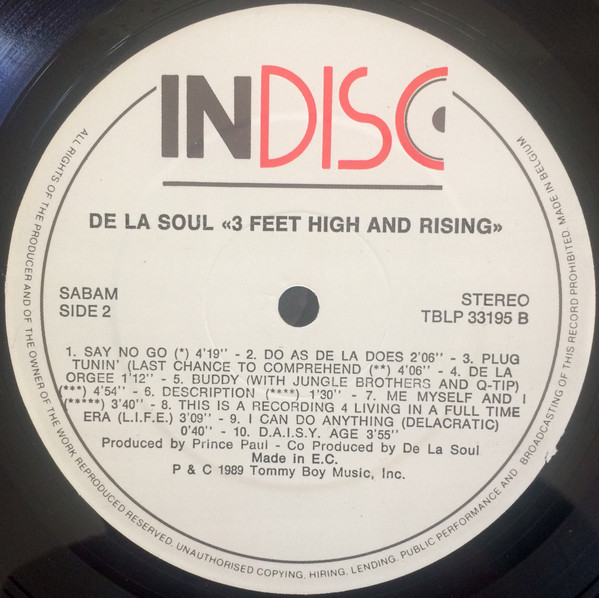 INDISC
DE LA SOUL «3 FEET HIGH AND RISING»
SABAM
SIDE 2
STEREO
TBLP 33195 B
1. SAY NO GO (*) 4'19" - 2. DO AS DE LA DOES 2'06" - 3. PLUG
TUNIN' (LAST CHANCE TO COMPREHEND (**) 4'06" - 4. DE LA
ORGEE 1'12" - 5. BUDDY (WITH JUNGLE BROTHERS AND Q-TIP)
(***) 4'54" - 6. DESCRIPTION (****) 1'30" - 7. ME MYSELF AND I
(*****) 3'40" - 8. THIS IS A RECORDING 4 LIVING IN A FULL TIME
ERA (L.I.F.E.) 3'09" - 9. I CAN DO ANYTHING (DELACRATIC)
0'40" - 10. D.A.I.S.Y. AGE 3'55"
Produced by Prince Paul - Co Produced by De La Soul
Made in E.C.
P & C 1989 Tommy Boy Music, Inc.
ALL RIGHTS OF THE PRODUCER AND OF THE OWNER OF THE WORK REPRODUCED RESERVED. UNAUTHORISED COPYING, HIRING, LENDING, PUBLIC PERFORMANCE AND BROADCASTING OF THIS RECORD PROHIBITED. MADE IN BELGIUM